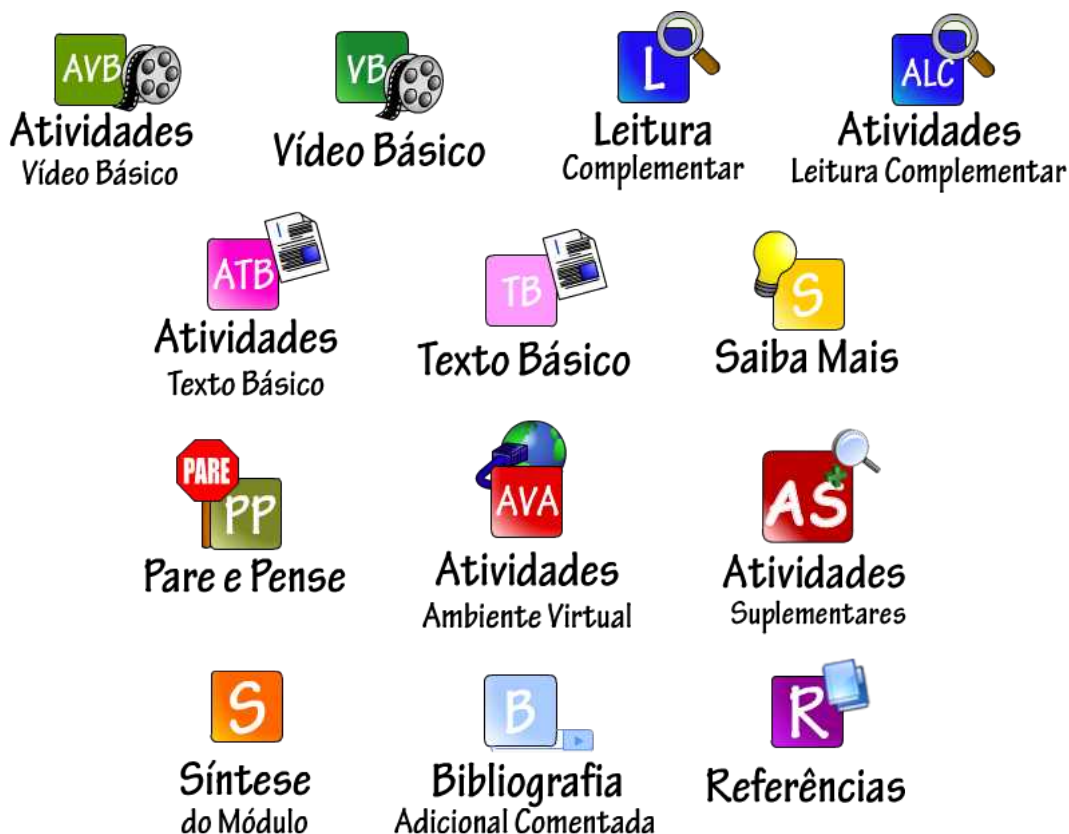 AVB
Atividades
Vídeo Básico
VB
Vídeo Básico
L
Leitura
Complementar
ALC
Atividades
Leitura Complementar
ATB
Atividades
Texto Básico
TB
Texto Básico
S
Saiba Mais
PARE
PP
Pare e Pense
AVA
Atividades
Ambiente Virtual
AS
Atividades
Suplementares
S
Síntese
do Módulo
B
Bibliografia
Adicional Comentada
R
Referências